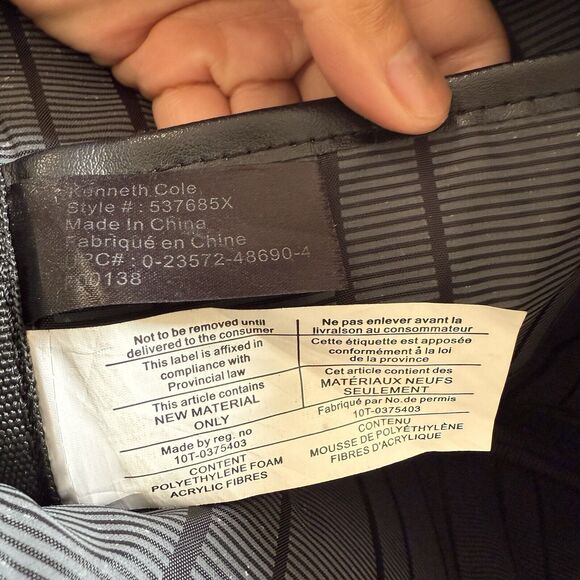 Kenneth Cole
Style # : 537685X
Made In China
Fabriqué en Chine
UPC# : 0-23572-48690-4
F00138
Not to be removed until
delivered to the consumer
This label is affixed in
compliance with
Provincial law
This article contains
NEW MATERIAL
ONLY
Made by reg. no
10T-0375403
CONTENT
POLYETHYLENE FOAM
ACRYLIC FIBRES
Ne pas enlever avant la
livraison au consommateur
Cette étiquette est apposée
conformément å la loi
de la province
Cet article contient des
MATÉRIAUX NEUFS
SEULEMENT
Fabriqué par No.de permis
10T-0375403
CONTENU
MOUSSE DE POLYÉTHYLÈNE
FIBRES D'ACRYLIQUE